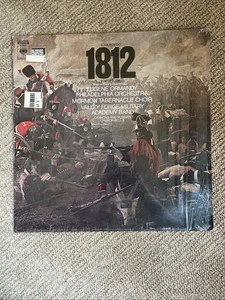 1812
EUGENE ORMANDY
PHILADELPHIA ORCHESTRA
MORMON TABERNACLE CHOIR
VALLEY FORGE MILITARY
ACADEMY BAND